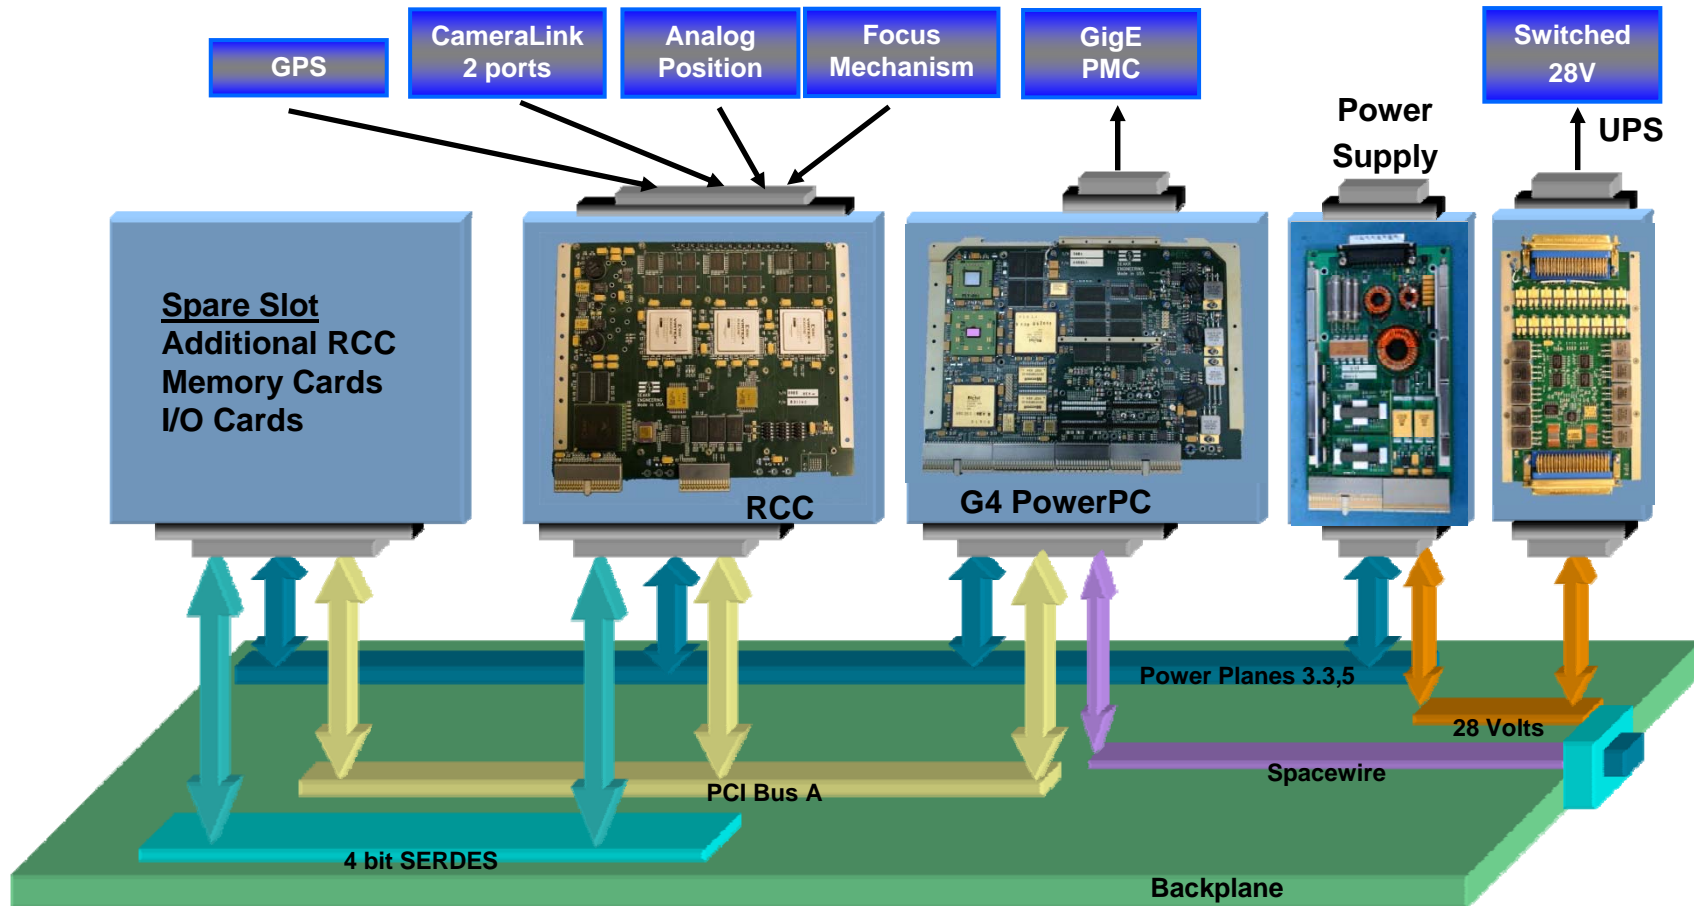 GPS
CameraLink
2 ports
Analog
Position
Focus
Mechanism
GigE
PMC
Switched
28V
Power
Supply
UPS
Spare Slot
Additional RCC
Memory Cards
I/O Cards
RCC
G4 PowerPC
Power Planes 3.3,5
28 Volts
Spacewire
PCI Bus A
4 bit SERDES
Backplane